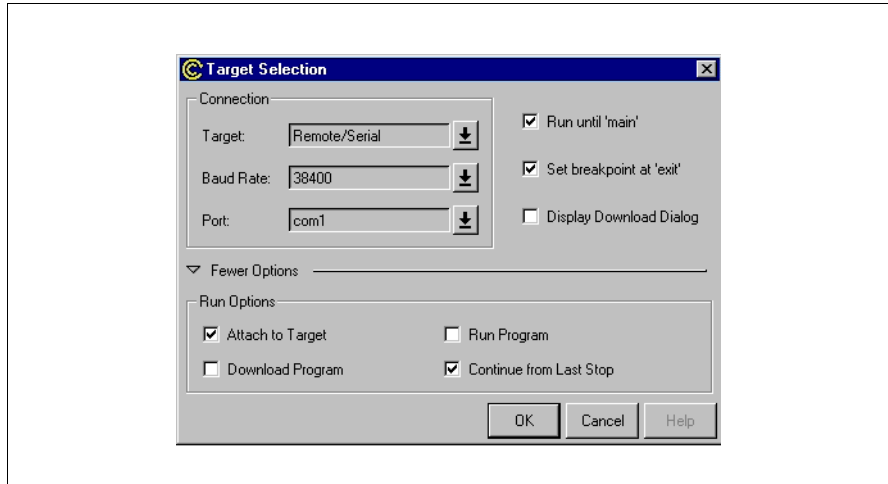 Target Selection
Connection
Target: Remote/Serial
Baud Rate: 38400
Port: com1
Run until 'main'
Set breakpoint at 'exit'
Display Download Dialog
Fewer Options
Run Options
Attach to Target
Run Program
Download Program
Continue from Last Stop
OK
Cancel
Help